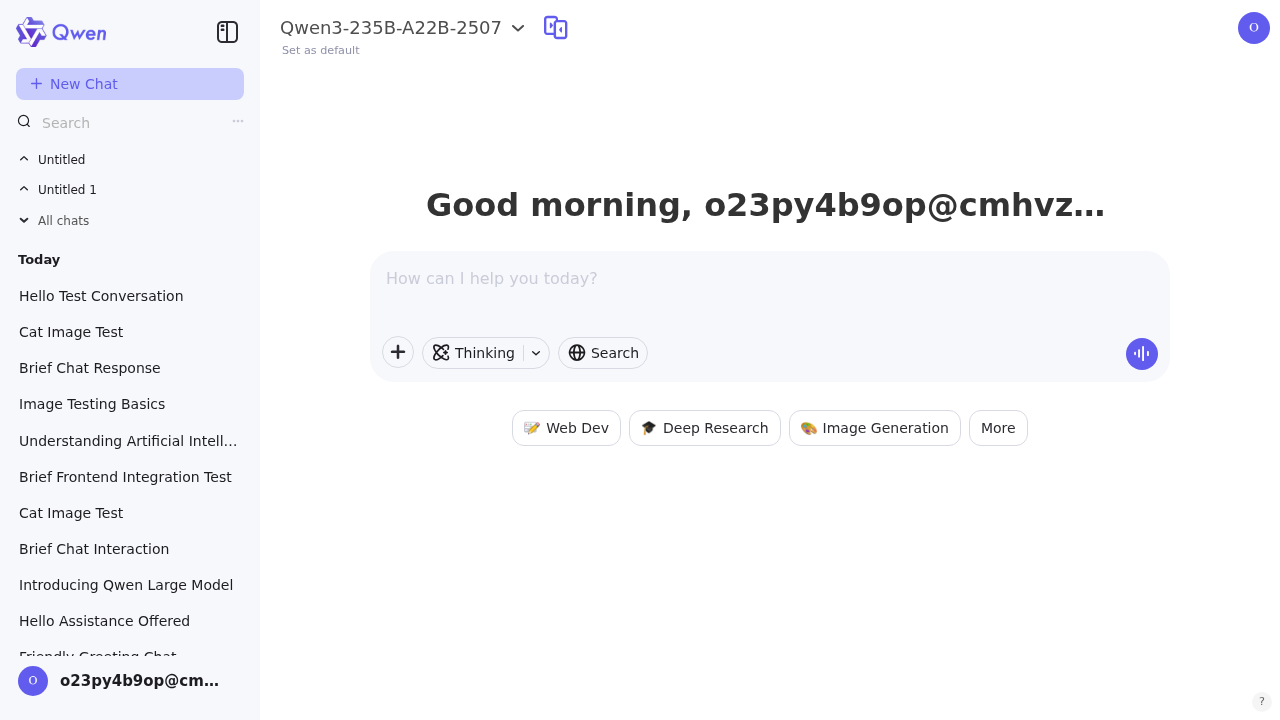 Qwen
New Chat
Search
Untitled
Untitled 1
All chats
Today
Hello Test Conversation
Cat Image Test
Brief Chat Response
Image Testing Basics
Understanding Artificial Intell...
Brief Frontend Integration Test
Cat Image Test
Brief Chat Interaction
Introducing Qwen Large Model
Hello Assistance Offered
Friendly Greeting Chat
O o23py4b9op@cm...
Qwen3-235B-A22B-2507
Set as default
O
Good morning, o23py4b9op@cmhvz...
How can I help you today?
Thinking Search
Web Dev Deep Research Image Generation More
?